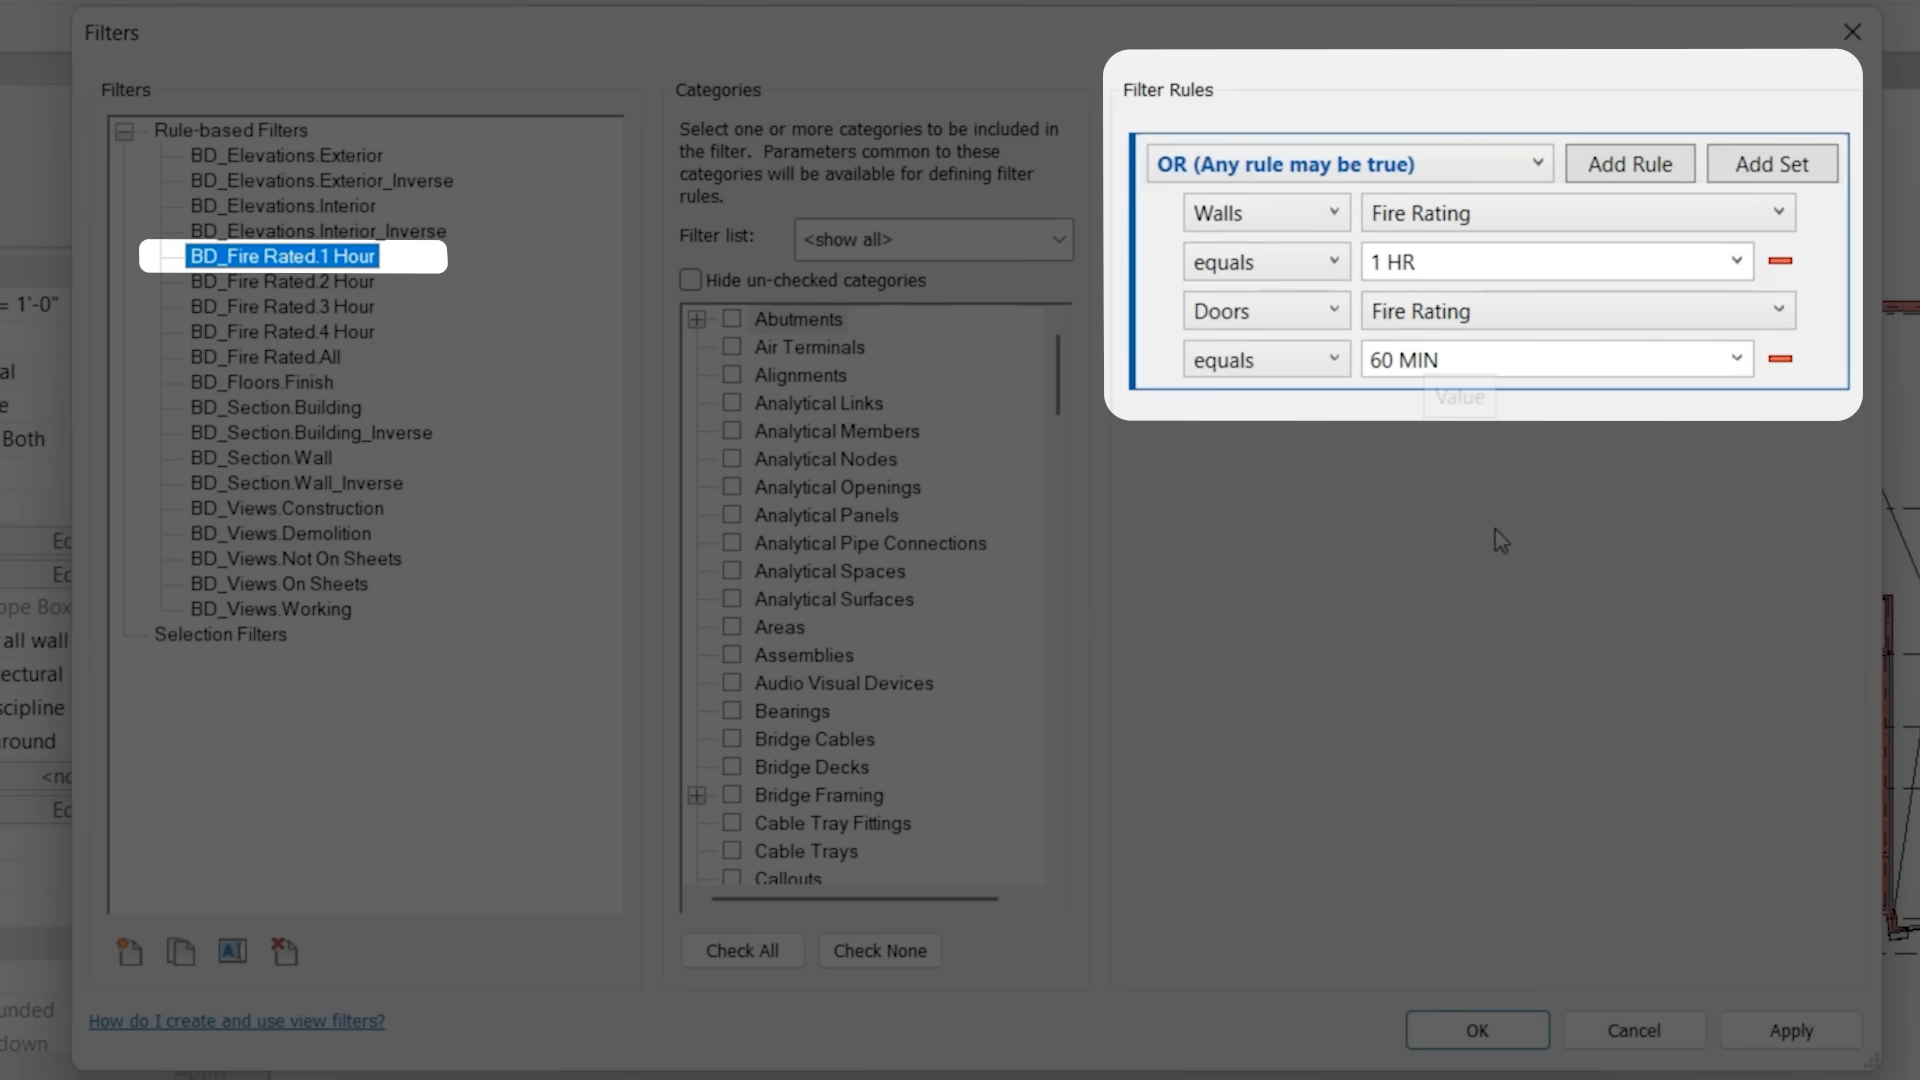 Filters
Filters
Rule-based Filters
BD_Elevations.Exterior
BD_Elevations.Exterior_Inverse
BD_Elevations.Interior
BD_Elevations.Interior_Inverse
BD_Fire Rated.1 Hour
BD_Fire Rated.2 Hour
BD_Fire Rated.3 Hour
BD_Fire Rated.4 Hour
BD_Fire Rated.All
BD_Floors.Finish
BD_Section.Building
BD_Section.Building_Inverse
BD_Section.Wall
BD_Section.Wall_Inverse
BD_Views.Construction
BD_Views.Demolition
BD_Views.Not On Sheets
BD_Views.On Sheets
BD_Views.Working
Selection Filters
How do I create and use view filters?
Categories
Select one or more categories to be included in
the filter. Parameters common to these
categories will be available for defining filter
rules.
Filter list:
<show all>
Hide un-checked categories
Abutments
Air Terminals
Alignments
Analytical Links
Analytical Members
Analytical Nodes
Analytical Openings
Analytical Panels
Analytical Pipe Connections
Analytical Spaces
Analytical Surfaces
Areas
Assemblies
Audio Visual Devices
Bearings
Bridge Cables
Bridge Decks
Bridge Framing
Cable Tray Fittings
Cable Trays
Callouts
Check All Check None
Filter Rules
OR (Any rule may be true) Add Rule Add Set
Walls Fire Rating
equals 1 HR
Doors Fire Rating
equals 60 MIN
Value
OK Cancel Apply
= 1'-0"
al
e
Both
Ed
Ed
ope Box
all wall
ectural
scipline
round
<no
Ed
unded
down